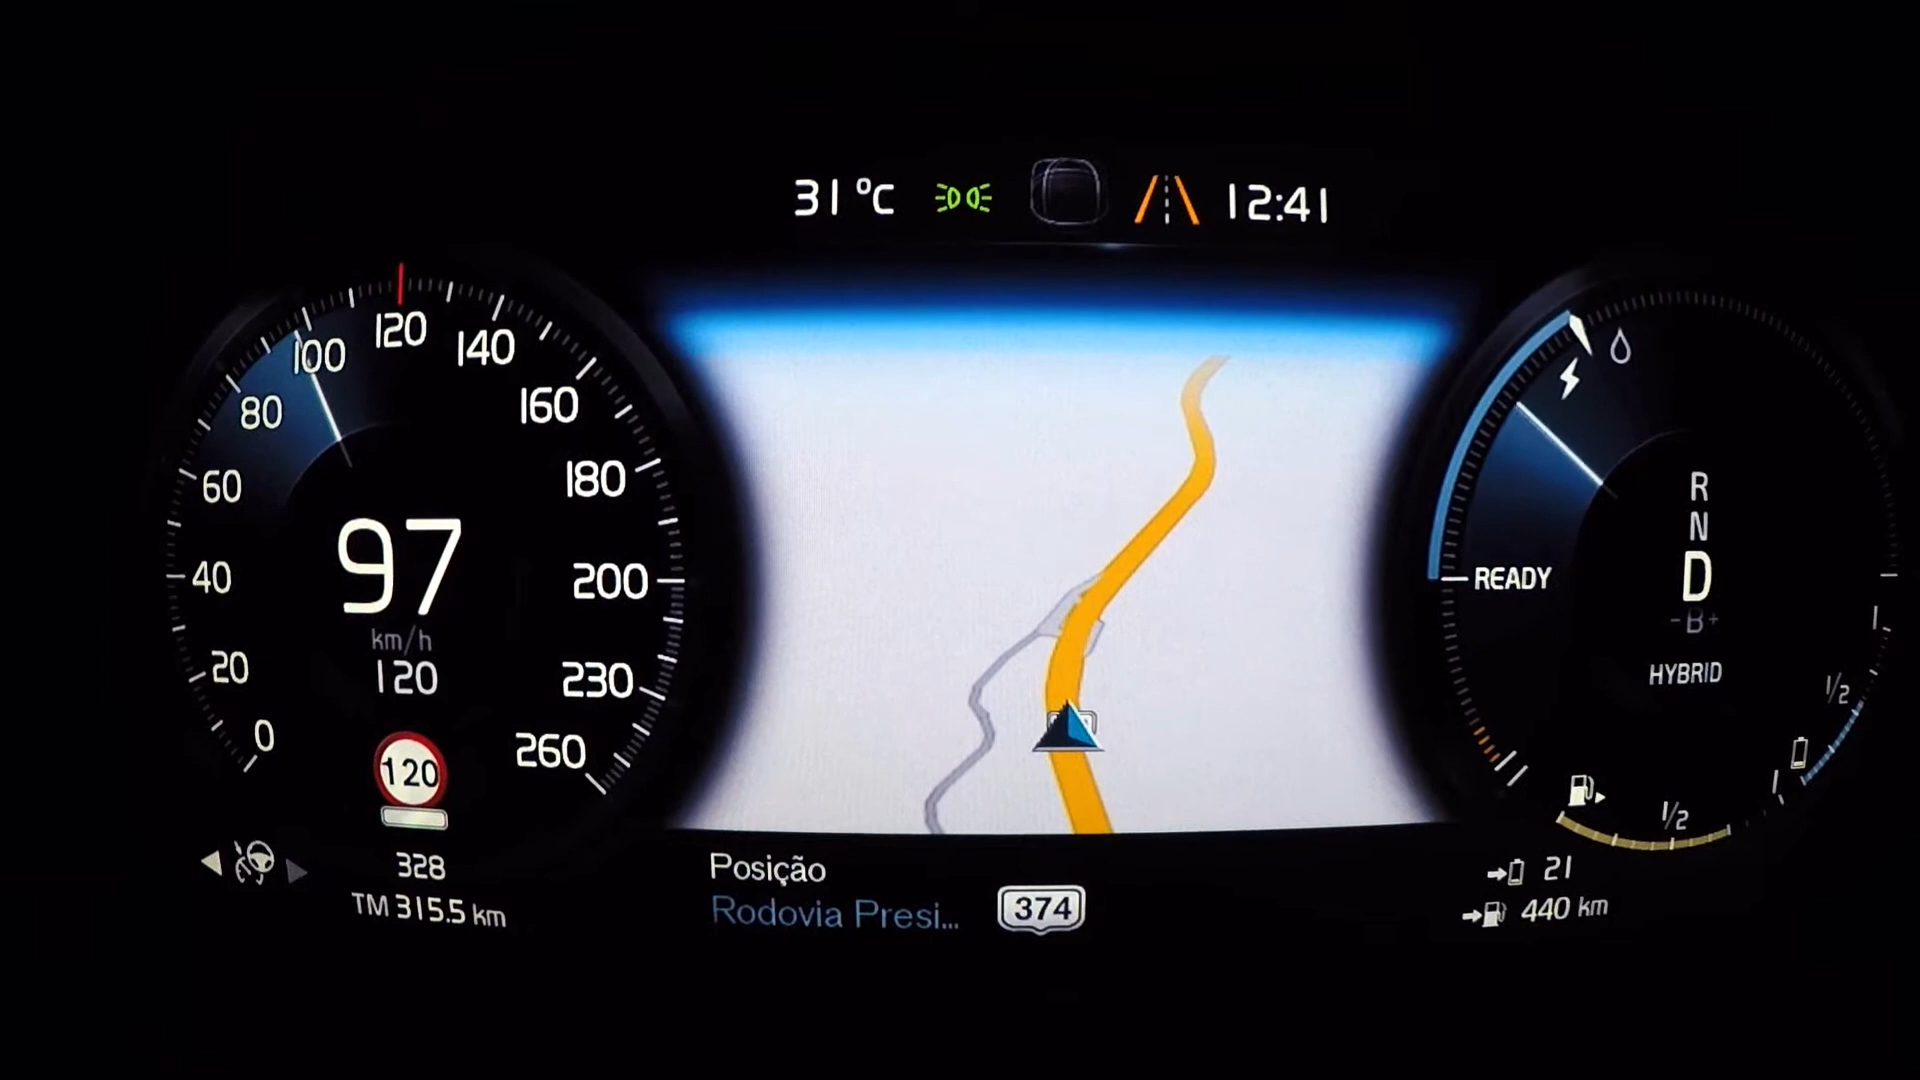 31 °C
12:41
0
20
40
60
80
100
120
140
160
180
200
230
260
97
km/h
120
120
328
TM 315.5 km
Posição
Rodovia Presi...
374
READY
R
N
D
-B+
HYBRID
1/2
1/2
21
440 km